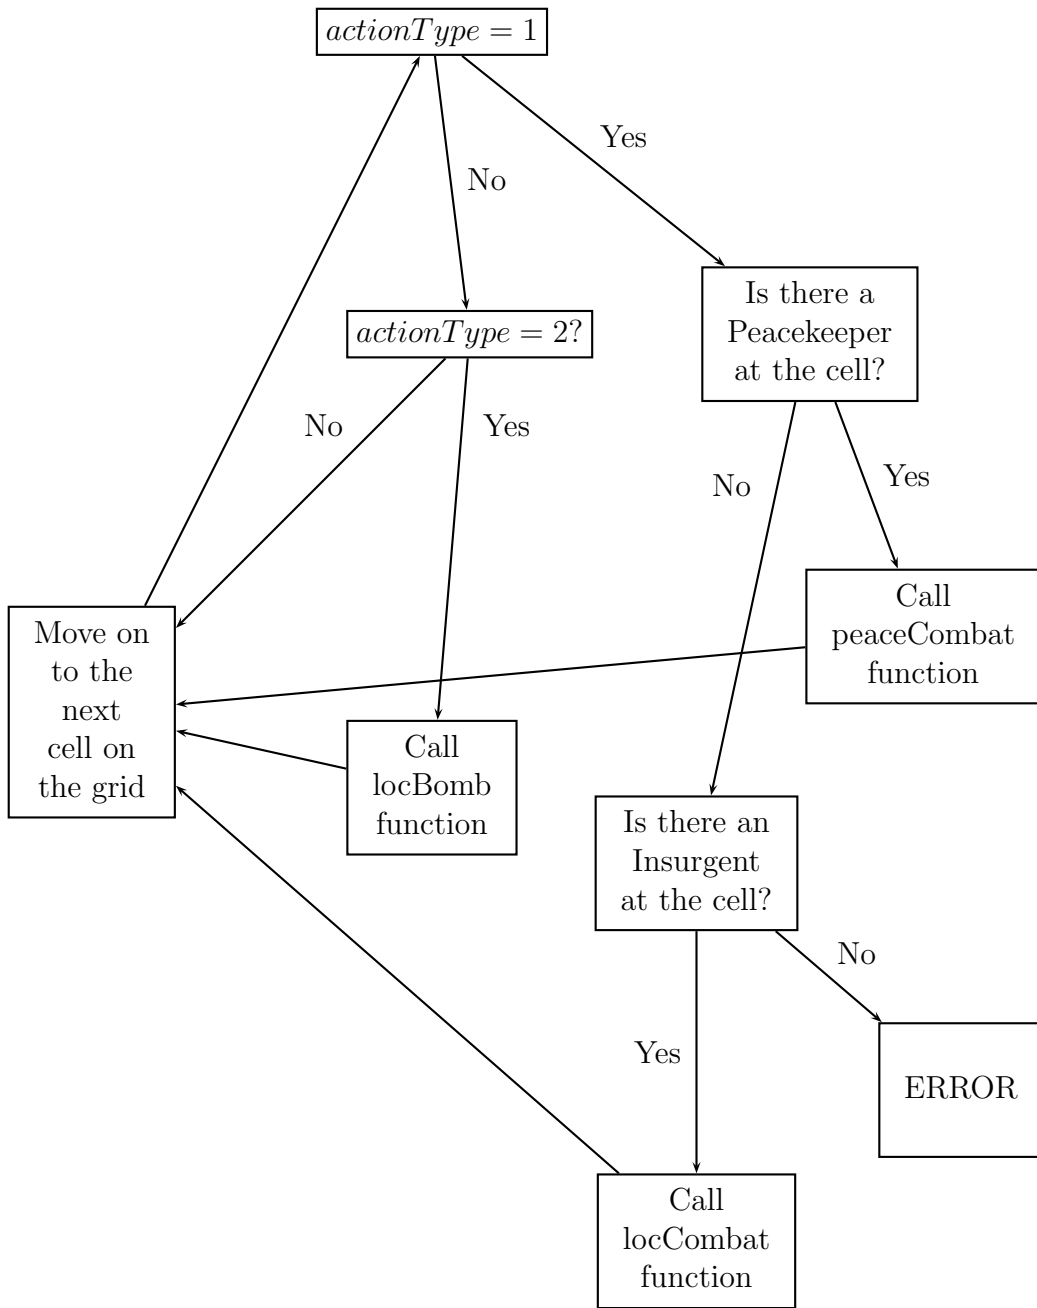 actionType = 1
Yes
No
Is there a
Peacekeeper
at the cell?
actionType = 2?
No
Yes
No
Yes
Call
peaceCombat
function
Move on
to the
next
cell on
the grid
Call
locBomb
function
Is there an
Insurgent
at the cell?
No
Yes
ERROR
Call
locCombat
function